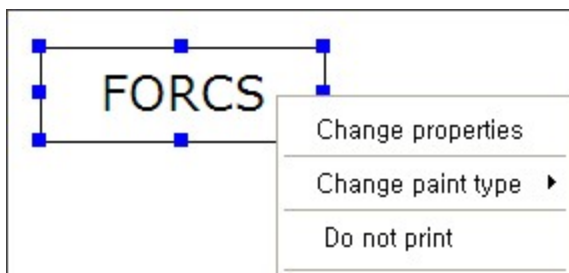 FORCS
Change properties
Change paint type
Do not print